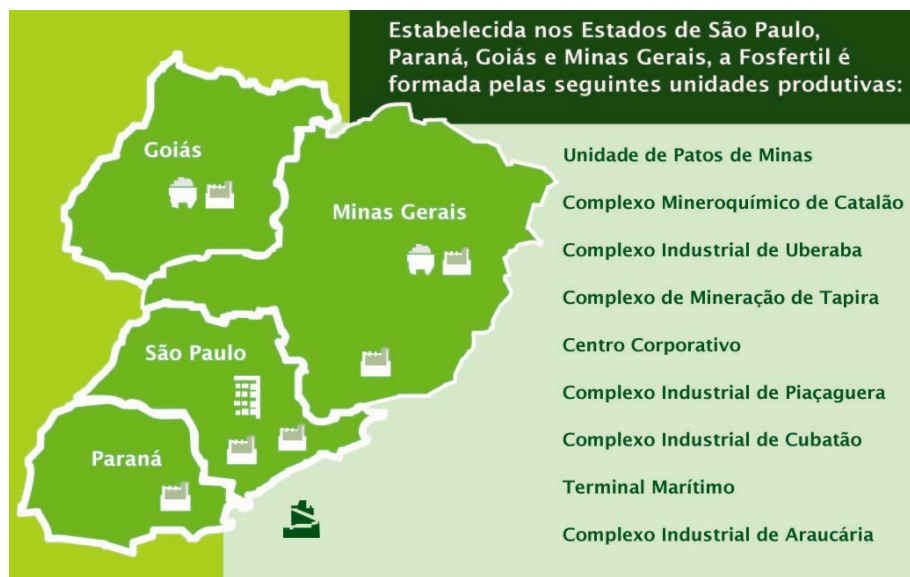 Estabelecida nos Estados de São Paulo,
Paraná, Goiás e Minas Gerais, a Fosfertil é
formada pelas seguintes unidades produtivas:
Goiás
Minas Gerais
São Paulo
Paraná
Unidade de Patos de Minas
Complexo Mineroquímico de Catalão
Complexo Industrial de Uberaba
Complexo de Mineração de Tapira
Centro Corporativo
Complexo Industrial de Piaçaguera
Complexo Industrial de Cubatão
Terminal Marítimo
Complexo Industrial de Araucária